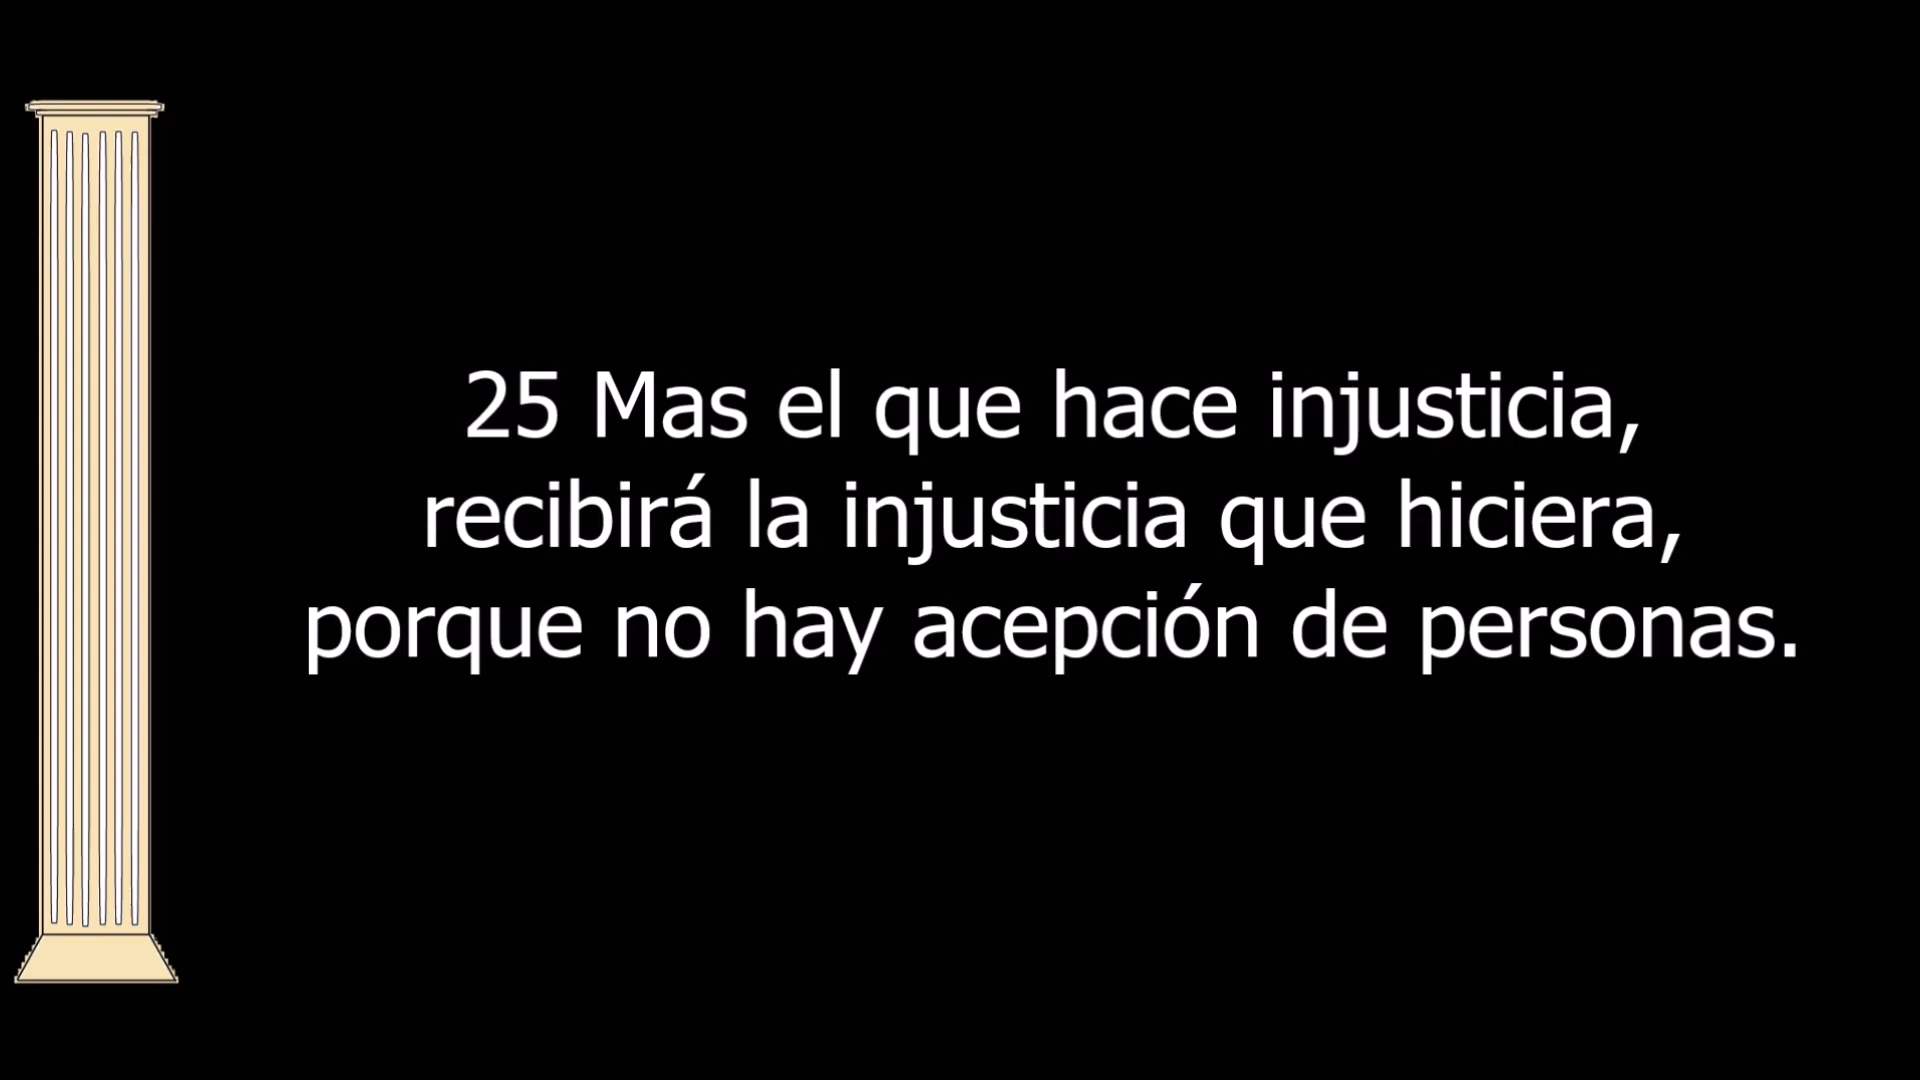 25 Mas el que hace injusticia,
recibirá la injusticia que hiciera,
porque no hay acepción de personas.